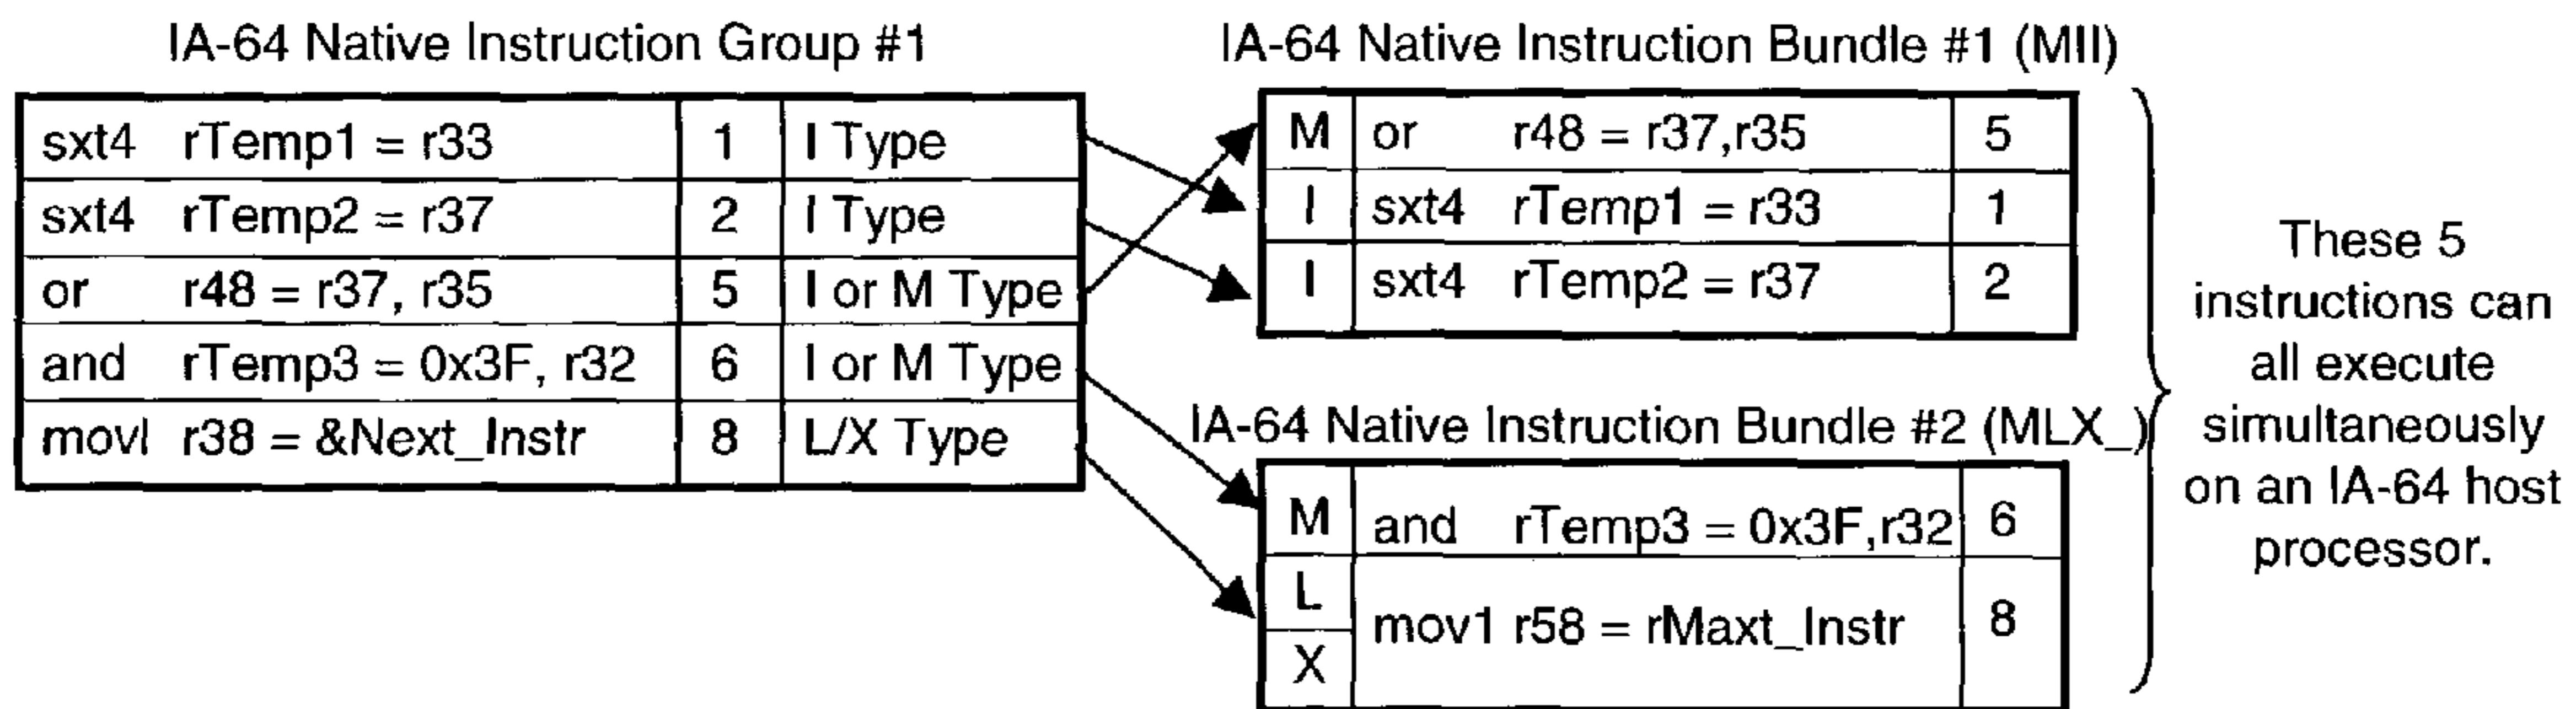 IA-64 Native Instruction Group #1
sxt4 rTemp1 = r33 1 I Type
sxt4 rTemp2 = r37 2 I Type
or r48 = r37, r35 5 I or M Type
and rTemp3 = 0x3F, r32 6 I or M Type
movl r38 = &Next_Instr 8 L/X Type
IA-64 Native Instruction Bundle #1 (MII)
M or r48 = r37,r35 5
I sxt4 rTemp1 = r33 1
I sxt4 rTemp2 = r37 2
IA-64 Native Instruction Bundle #2 (MLX_)
M and rTemp3 = 0x3F,r32 6
L
mov1 r58 = rMaxt_Instr 8
X
These 5
instructions can
all execute
simultaneously
on an IA-64 host
processor.